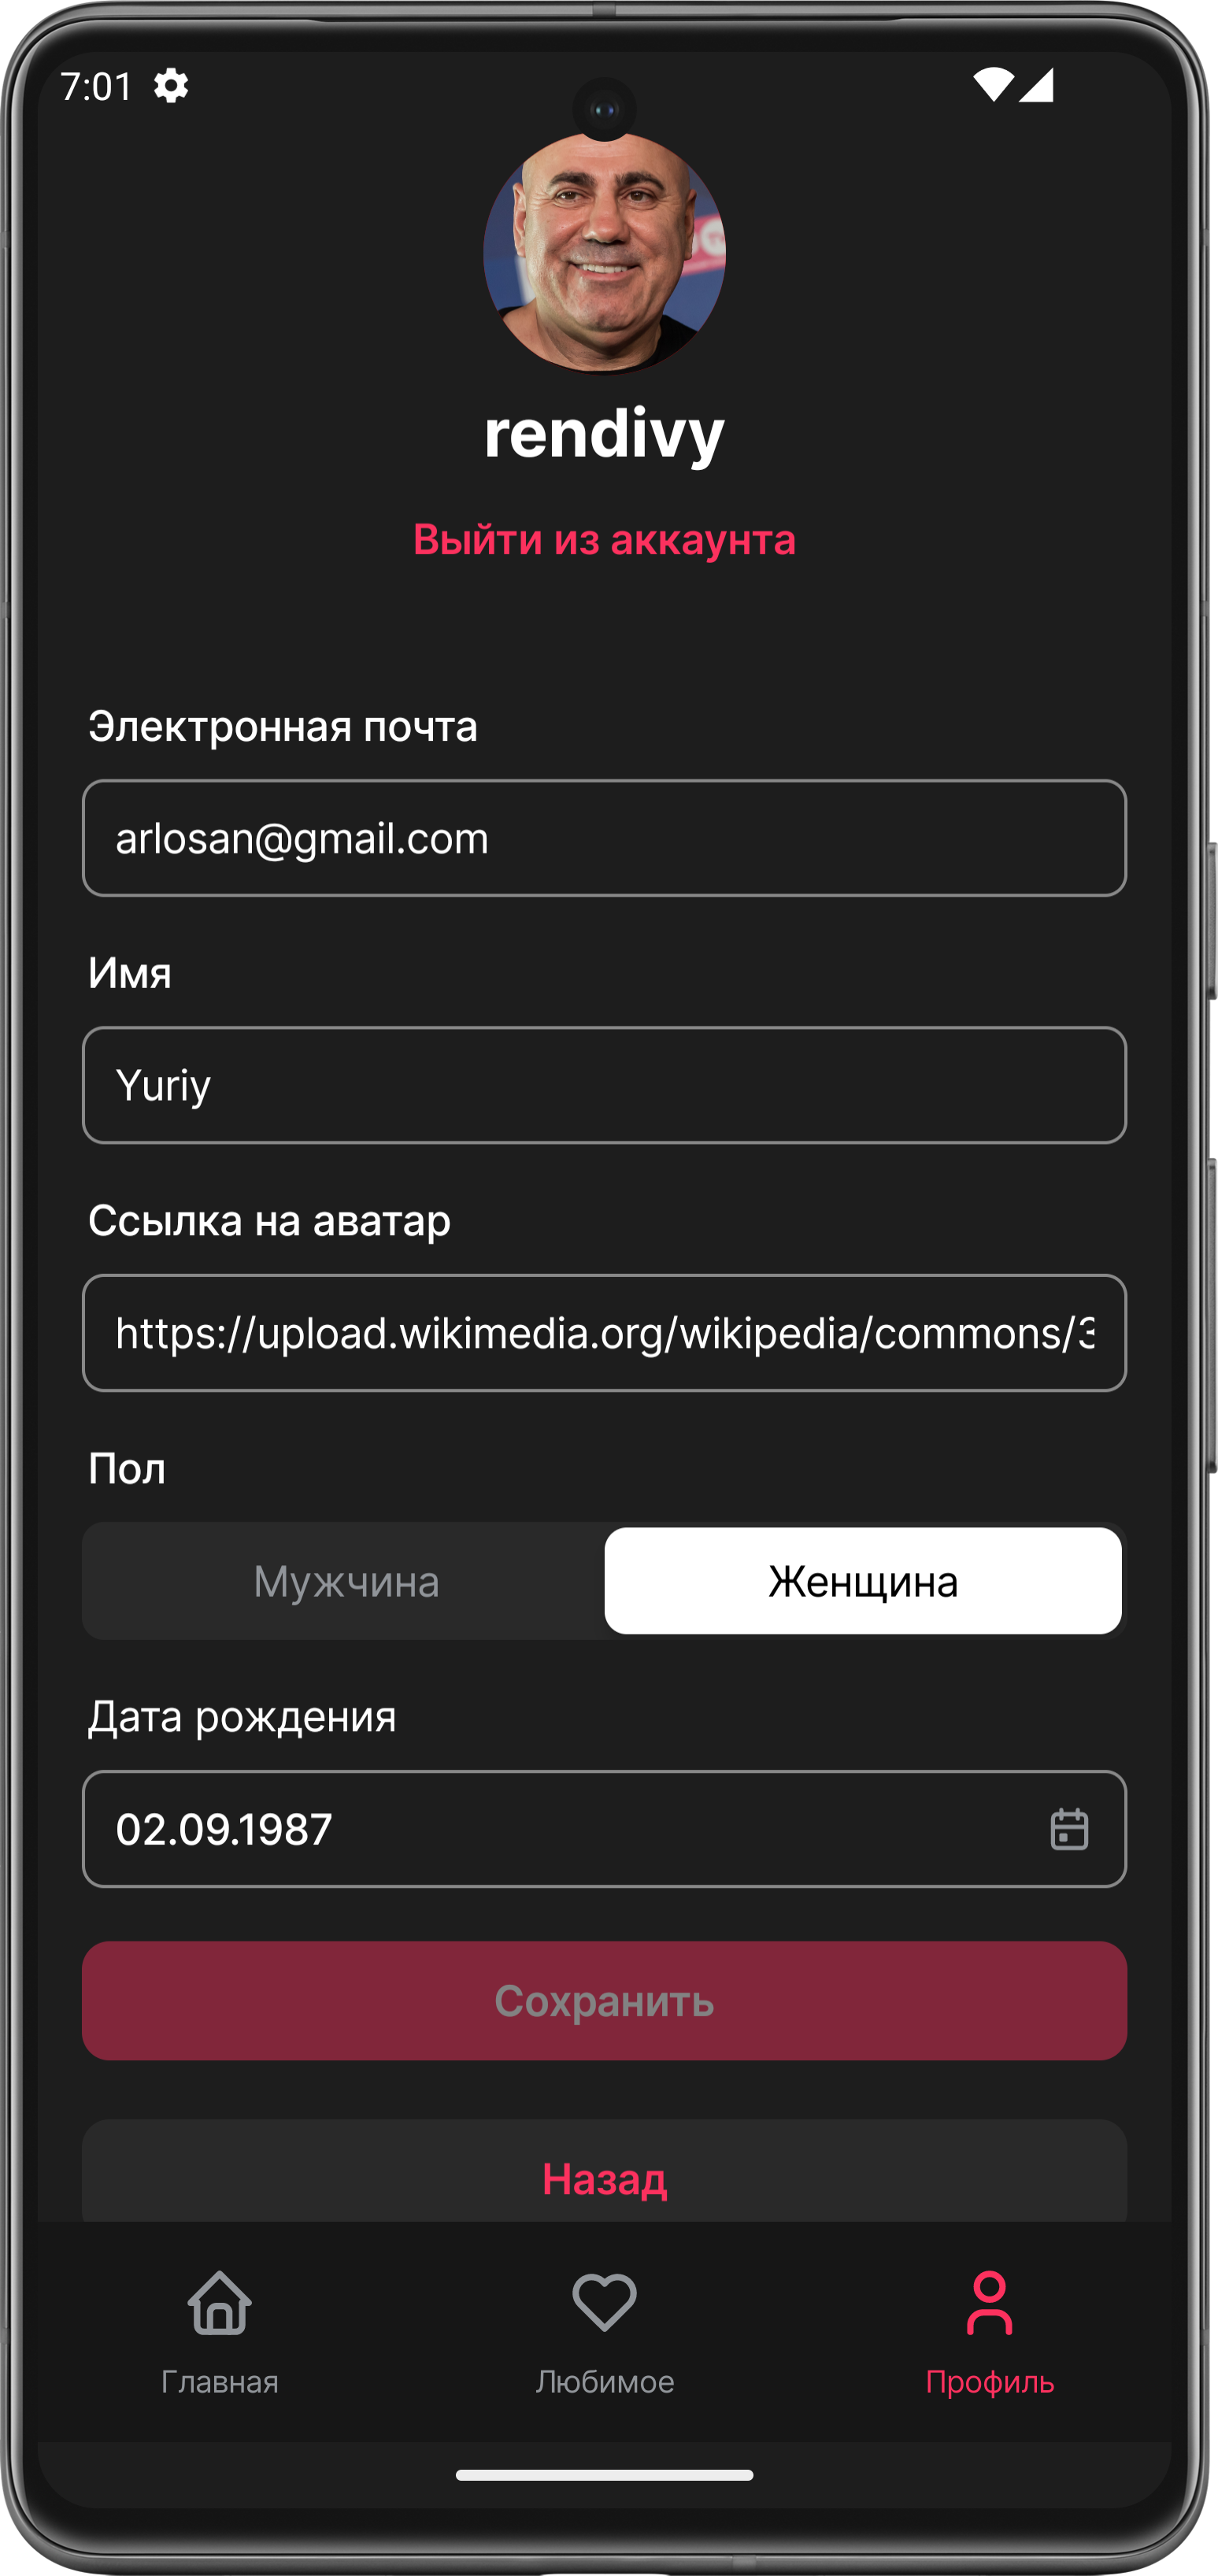 7:01
rendivy
Выйти из аккаунта
Электронная почта
arlosan@gmail.com
Имя
Yuriy
Ссылка на аватар
https://upload.wikimedia.org/wikipedia/commons/3
Пол
Мужчина Женщина
Дата рождения
02.09.1987
Сохранить
Назад
Главная Любимое Профиль